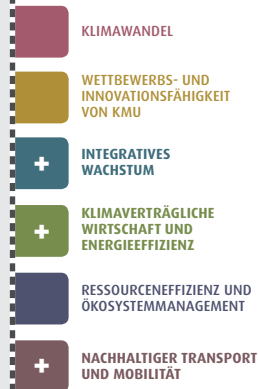 KLIMAWANDEL
WETTBEWERBS- UND
INNOVATIONSFÄHIGKEIT
VON KMU
+
INTEGRATIVES
WACHSTUM
+
KLIMAVERTRÄGLICHE
WIRTSCHAFT UND
ENERGIEEFFIZIENZ
RESSOURCENEFFIZIENZ UND
ÖKOSYSTEMMANAGEMENT
+
NACHHALTIGER TRANSPORT
UND MOBILITÄT